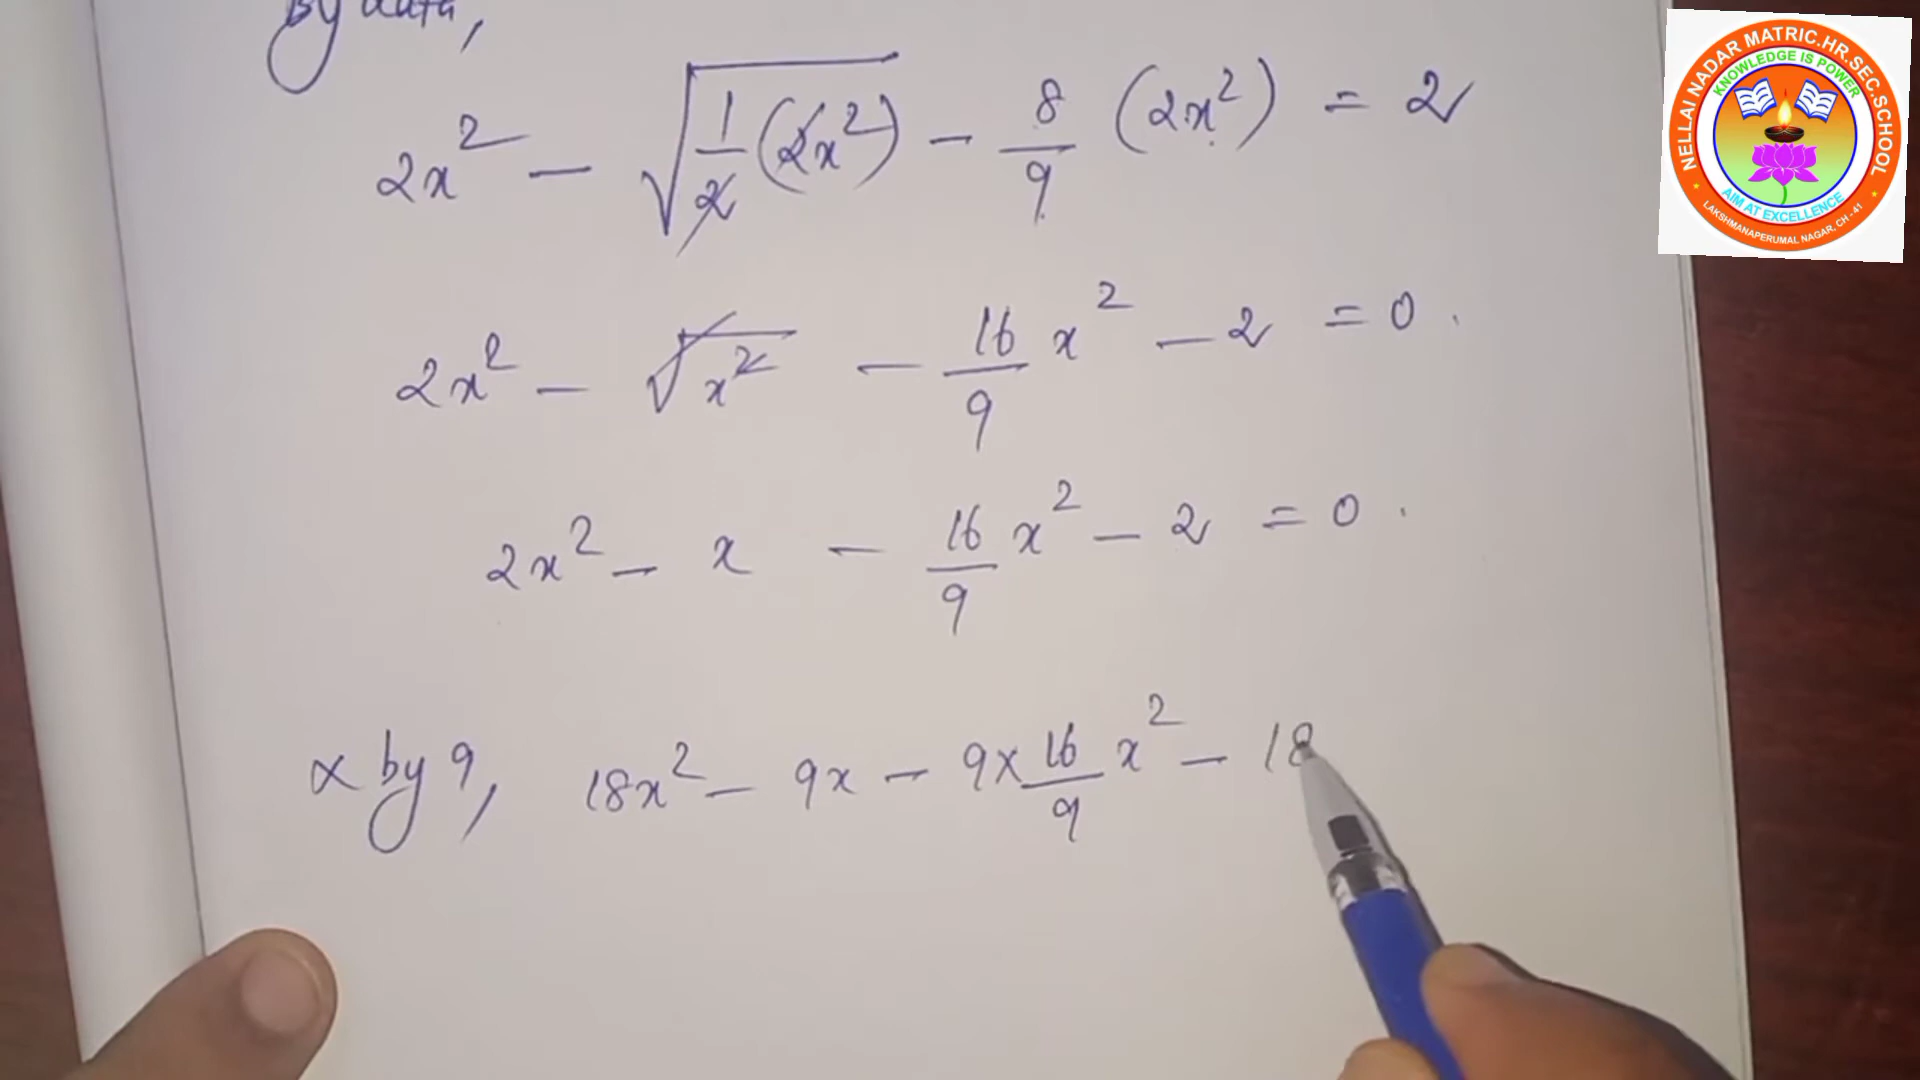 By data,
2x² - √(1/2 (2x²)) - 8/9 (2x²) = 2
2x² - √x² - 16/9 x² - 2 = 0.
2x² - x - 16/9 x² - 2 = 0.
× by 9, 18x² - 9x - 9 × 16/9 x² - 18
NELLAI NADAR MATRIC.HR.SEC.SCHOOL
KNOWLEDGE IS POWER
AIM AT EXCELLENCE
LAKSHMANAPERUMAL NAGAR, CH - 41